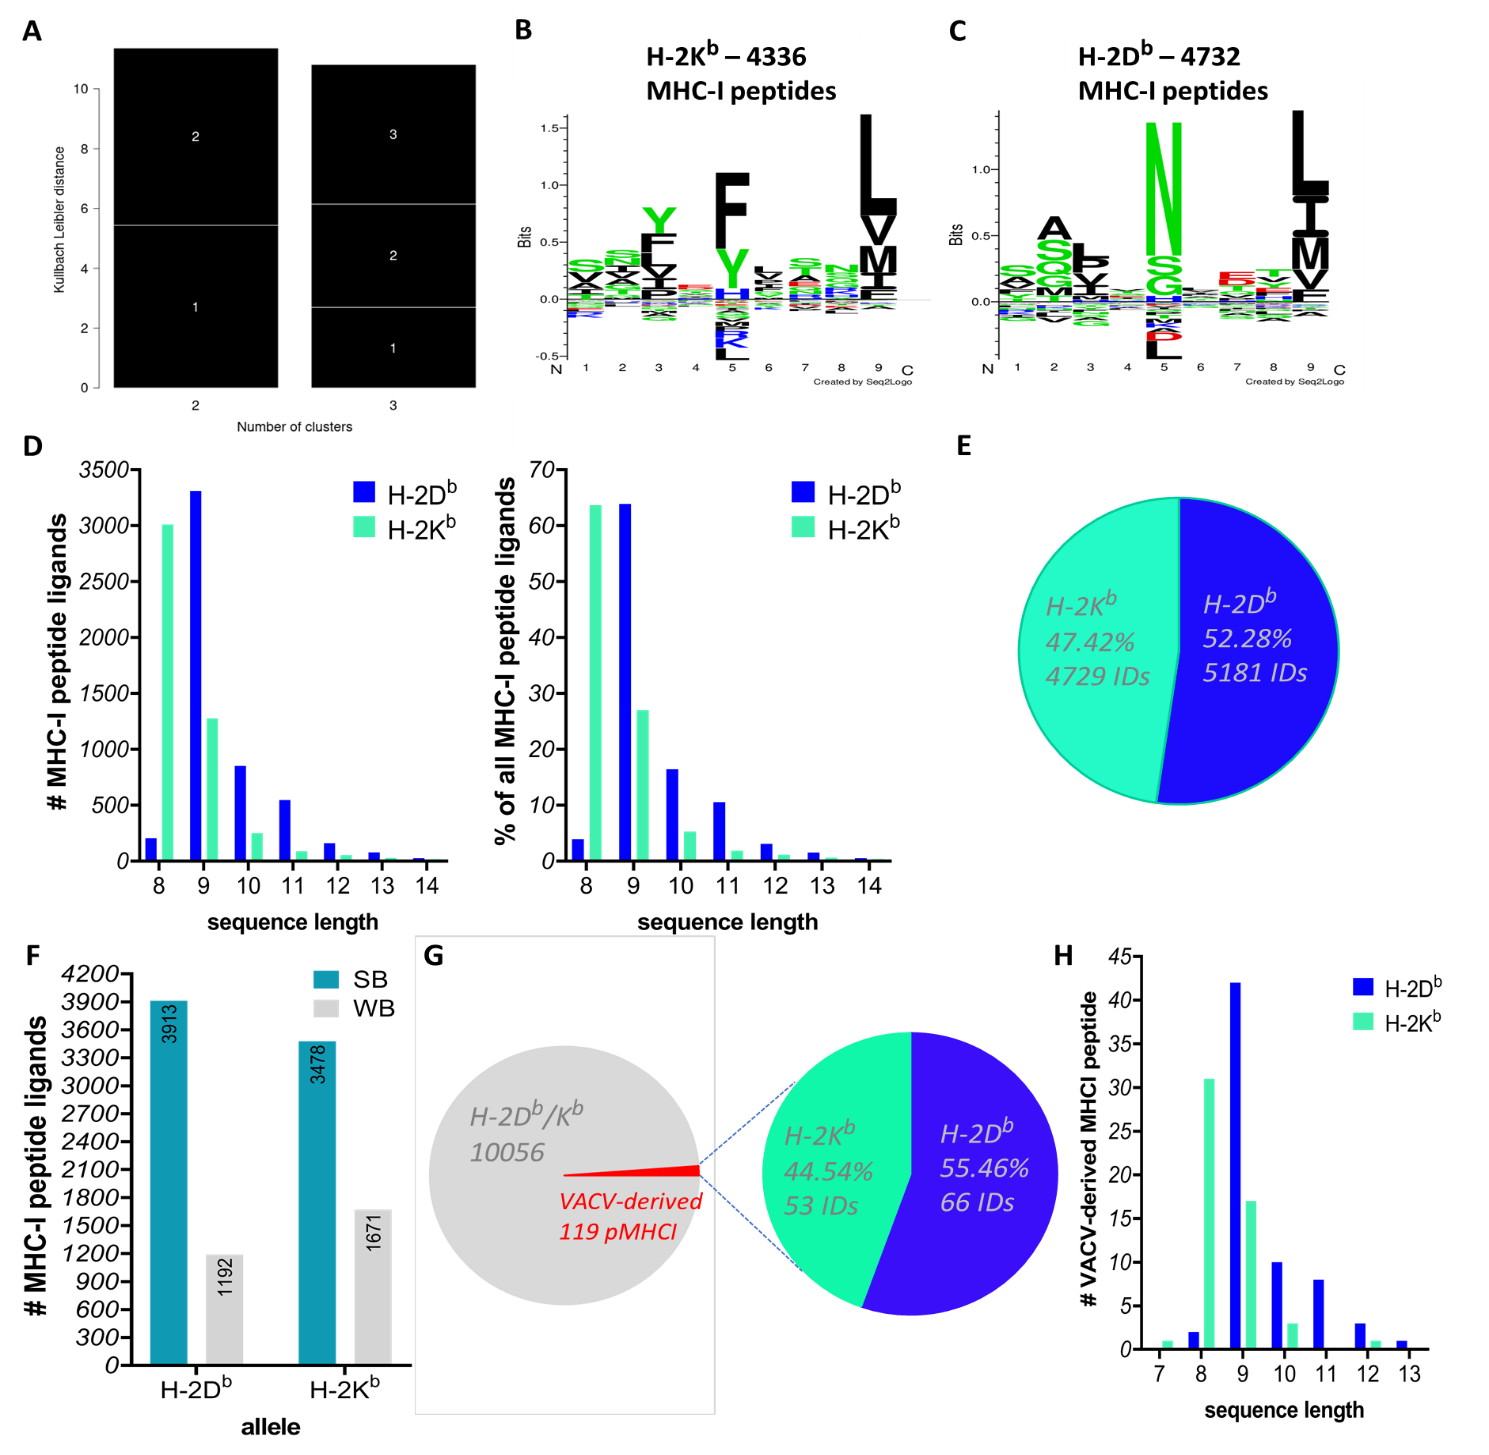 A
Kullbach Leibler distance
10
8
6
4
2
0
2
1
3
2
1
2
3
Number of clusters
B
H-2Kb – 4336
MHC-I peptides
Bits
1.5
1.0
0.5
0.0
-0.5
N 1 2 3 4 5 6 7 8 9 C
Created by Seq2Logo
C
H-2Db – 4732
MHC-I peptides
Bits
1.0
0.5
0.0
N 1 2 3 4 5 6 7 8 9 C
Created by Seq2Logo
D
# MHC-I peptide ligands
3500
3000
2500
2000
1500
1000
500
0
8 9 10 11 12 13 14
sequence length
H-2Db
H-2Kb
% of all MHC-I peptide ligands
70
60
50
40
30
20
10
0
8 9 10 11 12 13 14
sequence length
H-2Db
H-2Kb
E
H-2Kb
47.42%
4729 IDs
H-2Db
52.28%
5181 IDs
F
# MHC-I peptide ligands
4200
3900
3600
3300
3000
2700
2400
2100
1800
1500
1200
900
600
300
0
SB
WB
3913
1192
3478
1671
H-2Db
H-2Kb
allele
G
H-2Db/Kb
10056
VACV-derived
119 pMHCI
H-2Kb
44.54%
53 IDs
H-2Db
55.46%
66 IDs
H
# VACV-derived MHCI peptide
45
40
35
30
25
20
15
10
5
0
7 8 9 10 11 12 13
sequence length
H-2Db
H-2Kb